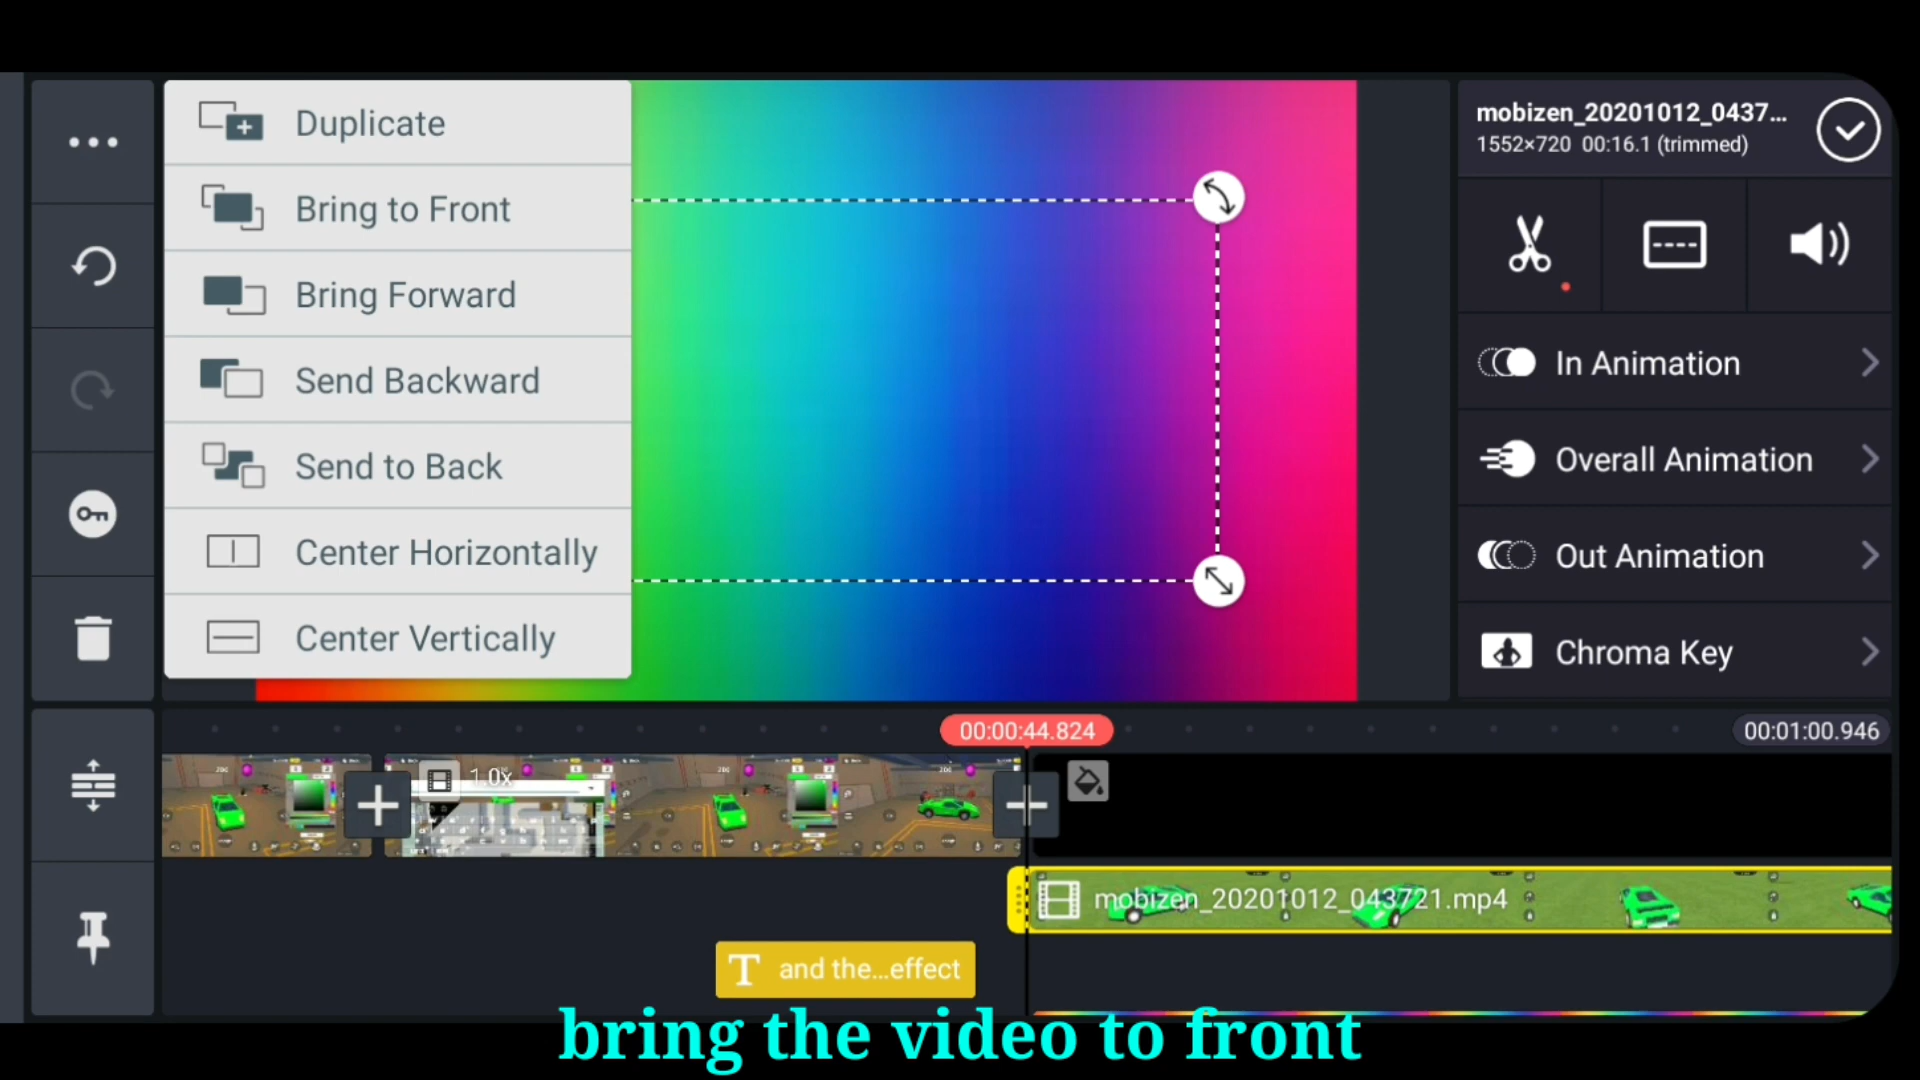 Duplicate
Bring to Front
Bring Forward
Send Backward
Send to Back
Center Horizontally
Center Vertically
mobizen_20201012_0437...
1552×720 00:16.1 (trimmed)
In Animation
Overall Animation
Out Animation
Chroma Key
00:00:44.824
00:01:00.946
1.0x
mobizen_20201012_043721.mp4
T and the...effect
bring the video to front